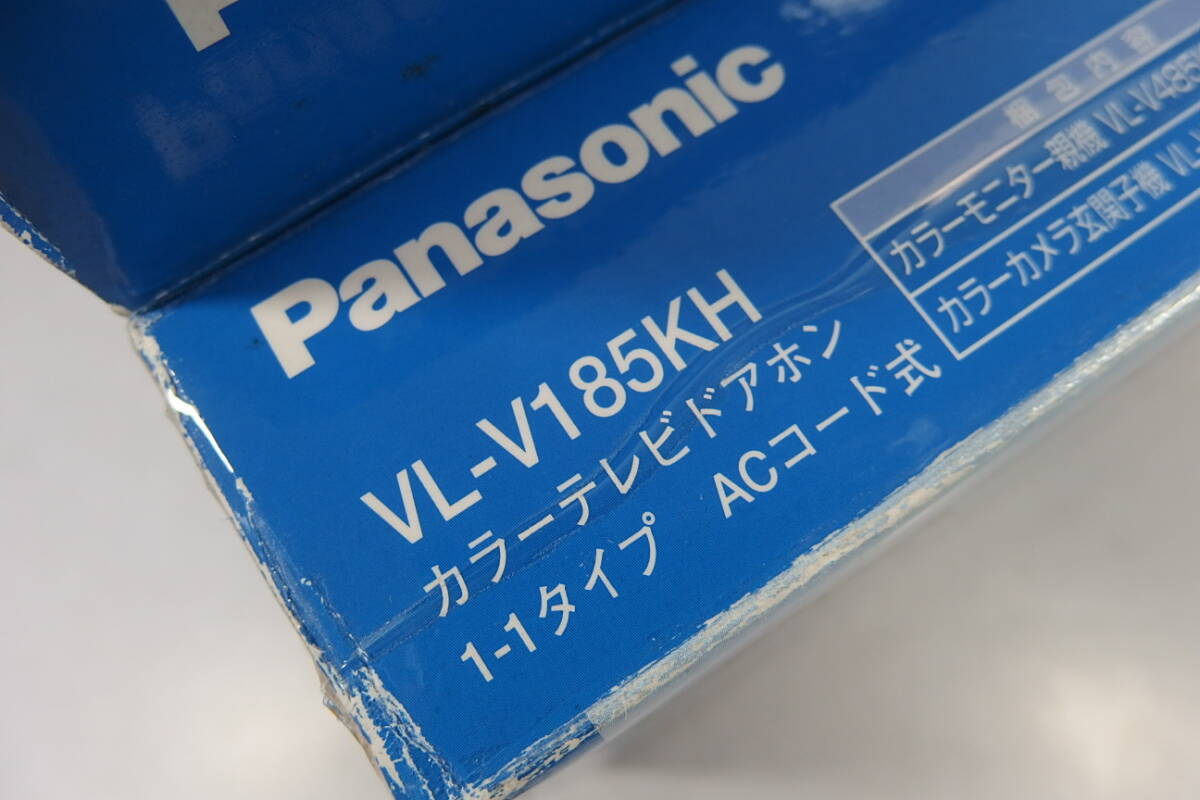 Panasonic
VL-V185KH
カラーテレビドアホン
1-1タイプ ACコード式
梱包内容
カラーモニター親機 VL-V485
カラーカメラ玄関子機 VL-